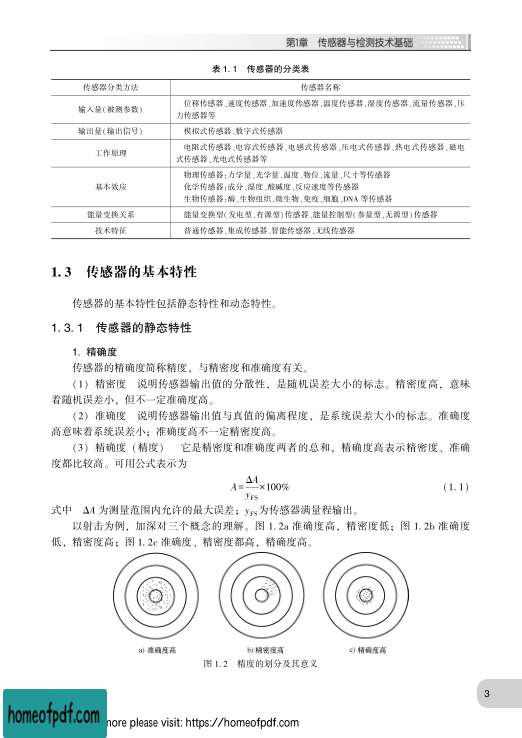 第1章 传感器与检测技术基础
表 1. 1 传感器的分类表
传感器分类方法 传感器名称
输入量(被测参数) 位移传感器、速度传感器、加速度传感器、温度传感器、湿度传感器、流量传感器、压
力传感器等
输出量(输出信号) 模拟式传感器、数字式传感器
工作原理 电阻式传感器、电容式传感器、电感式传感器、压电式传感器、热电式传感器、磁电
式传感器、光电式传感器等
基本效应 物理传感器:力学量、光学量、温度、物位、流量、尺寸等传感器
化学传感器:成分、湿度、酸碱度、反应速度等传感器
生物传感器:酶、生物组织、微生物、免疫、细胞、DNA 等传感器
能量变换关系 能量变换型(发电型、有源型)传感器、能量控制型(参量型、无源型)传感器
技术特征 普通传感器、集成传感器、智能传感器、无线传感器
1. 3 传感器的基本特性
传感器的基本特性包括静态特性和动态特性。
1. 3. 1 传感器的静态特性
1. 精确度
传感器的精确度简称精度，与精密度和准确度有关。
(1) 精密度 说明传感器输出值的分散性，是随机误差大小的标志。精密度高，意味
着随机误差小，但不一定准确度高。
(2) 准确度 说明传感器输出值与真值的偏离程度，是系统误差大小的标志。准确度
高意味着系统误差小；准确度高不一定精密度高。
(3) 精确度 (精度) 它是精密度和准确度两者的总和，精确度高表示精密度、准确
度都比较高。可用公式表示为
A=ΔA/yFS×100% (1. 1)
式中 ΔA 为测量范围内允许的最大误差；yFS为传感器满量程输出。
以射击为例，加深对三个概念的理解。图 1. 2a 准确度高，精密度低；图 1. 2b 准确度
低，精密度高；图 1. 2c 准确度、精密度都高，精确度高。
a) 准确度高 b) 精密度高 c) 精确度高
图 1. 2 精度的划分及其意义
3
homeofpdf.com
more please visit: https://homeofpdf.com